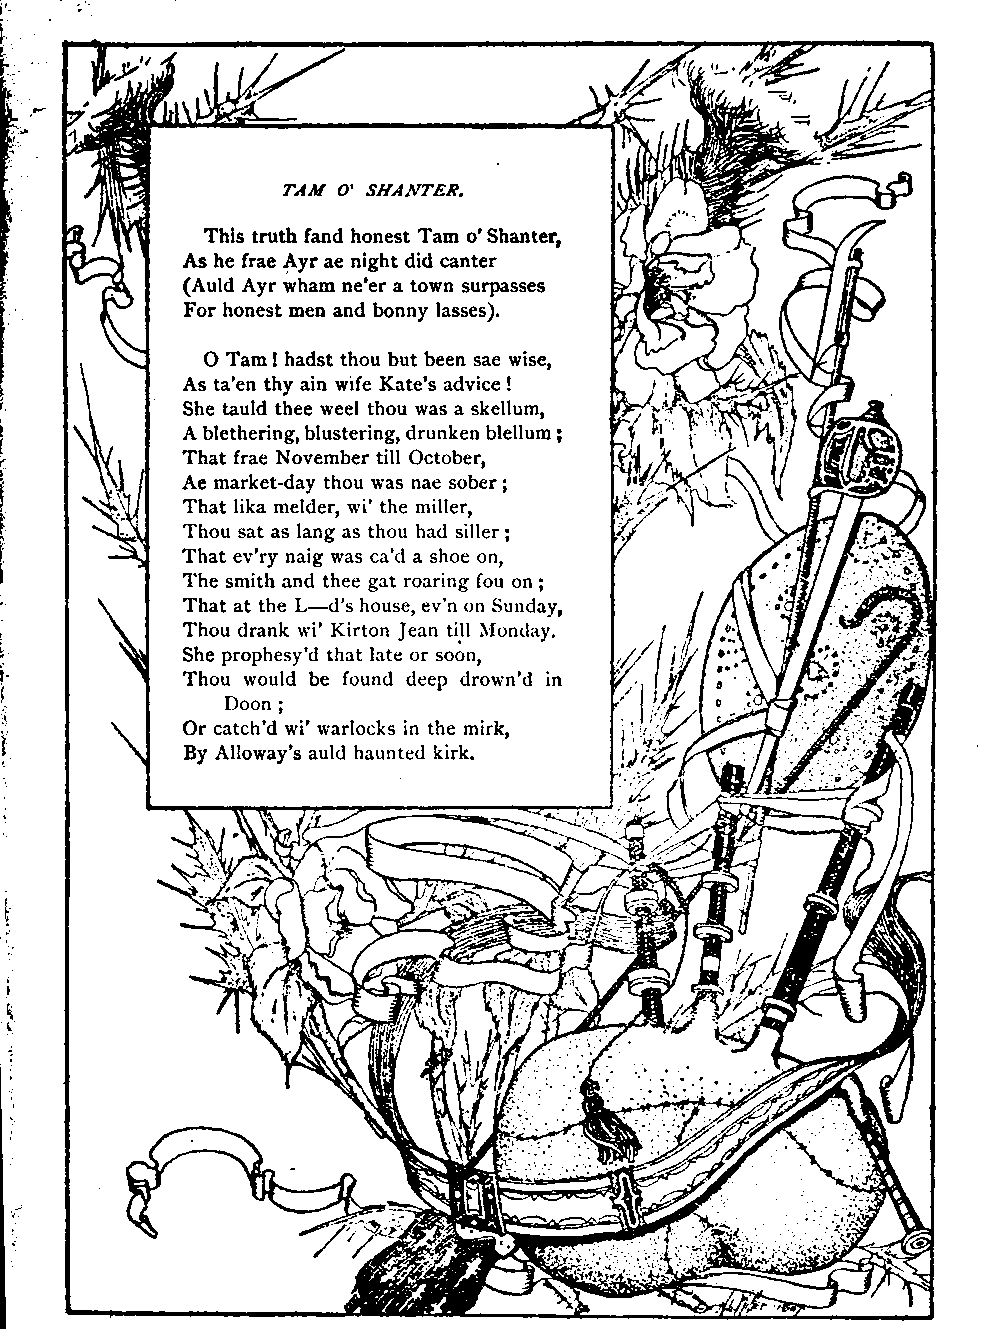 TAM O' SHANTER.
This truth fand honest Tam o' Shanter,
As he frae Ayr ae night did canter
(Auld Ayr wham ne'er a town surpasses
For honest men and bonny lasses).
O Tam! hadst thou but been sae wise,
As ta'en thy ain wife Kate's advice!
She tauld thee weel thou was a skellum,
A blethering, blustering, drunken blellum;
That frae November till October,
Ae market-day thou was nae sober;
That lika melder, wi' the miller,
Thou sat as lang as thou had siller;
That ev'ry naig was ca'd a shoe on,
The smith and thee gat roaring fou on;
That at the L—d's house, ev'n on Sunday,
Thou drank wi' Kirton Jean till Monday.
She prophesy'd that late or soon,
Thou would be found deep drown'd in
Doon;
Or catch'd wi' warlocks in the mirk,
By Alloway's auld haunted kirk.